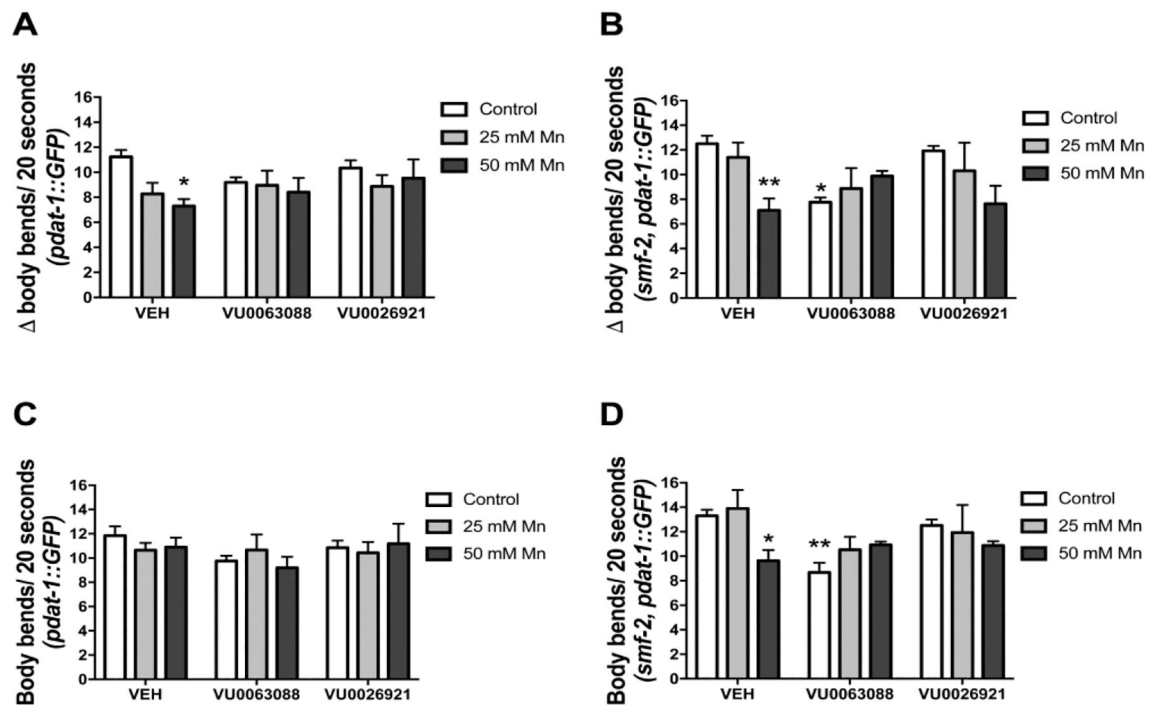 A
Δ body bends/ 20 seconds
(pdat-1::GFP)
16
14
12
10
8
6
4
2
0
*
VEH
VU0063088
VU0026921
Control
25 mM Mn
50 mM Mn
B
Δ body bends/ 20 seconds
(smf-2, pdat-1::GFP)
16
14
12
10
8
6
4
2
0
**
*
VEH
VU0063088
VU0026921
Control
25 mM Mn
50 mM Mn
C
Body bends/ 20 seconds
(pdat-1::GFP)
16
14
12
10
8
6
4
2
0
VEH
VU0063088
VU0026921
Control
25 mM Mn
50 mM Mn
D
Body bends/ 20 seconds
(smf-2, pdat-1::GFP)
16
14
12
10
8
6
4
2
0
*
**
VEH
VU0063088
VU0026921
Control
25 mM Mn
50 mM Mn